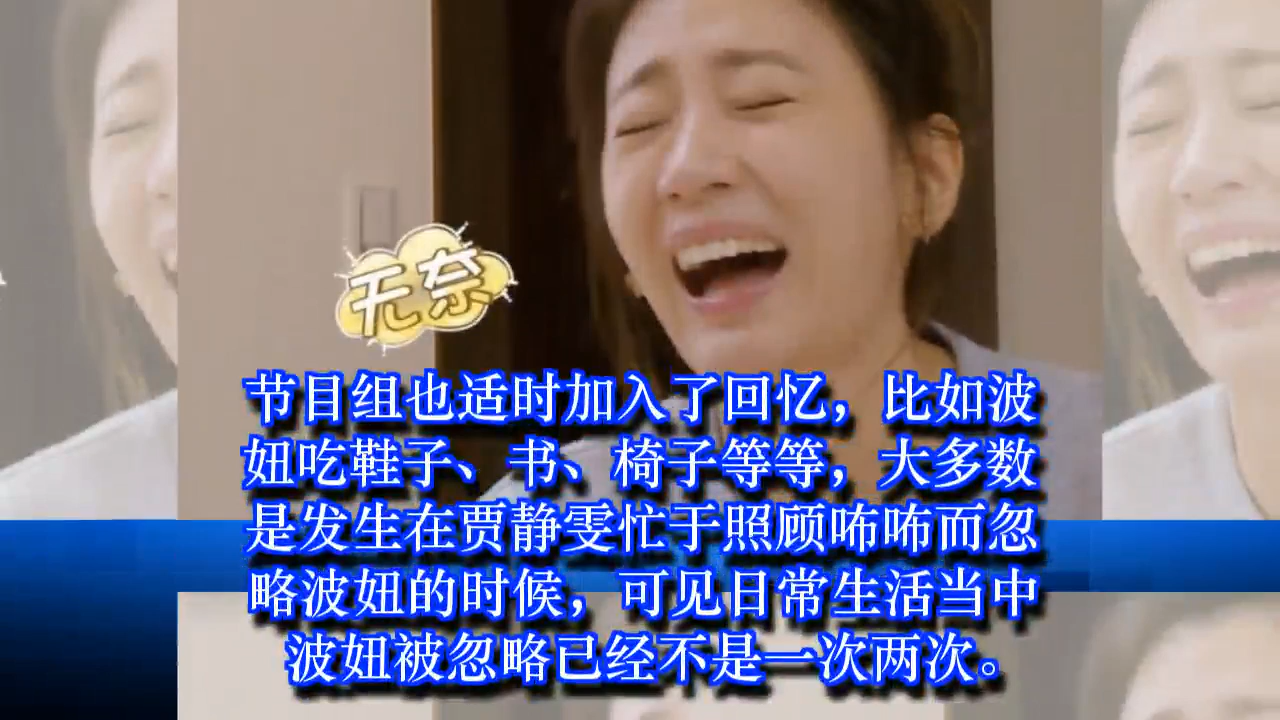 无奈
节目组也适时加入了回忆，比如波
妞吃鞋子、书、椅子等等，大多数
是发生在贾静雯忙于照顾咘咘而忽
略波妞的时候，可见日常生活当中
波妞被忽略已经不是一次两次。